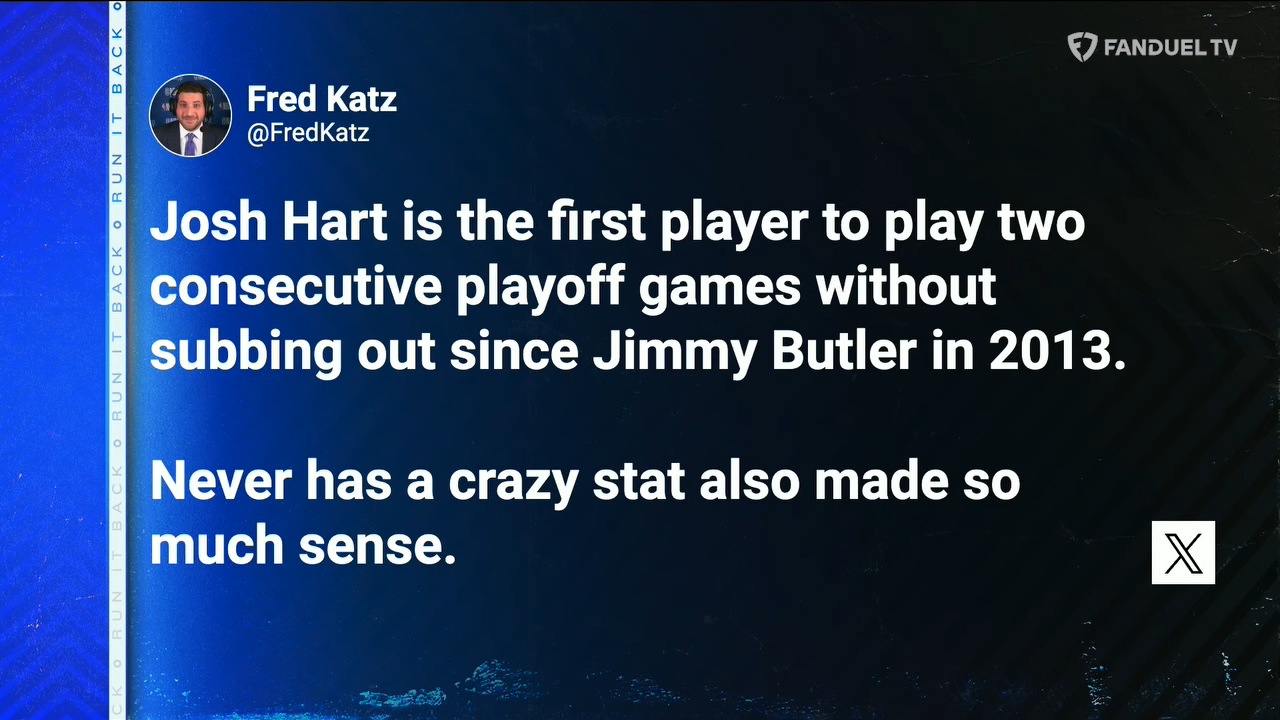 FANDUEL TV
Fred Katz
@FredKatz
Josh Hart is the first player to play two
consecutive playoff games without
subbing out since Jimmy Butler in 2013.
Never has a crazy stat also made so
much sense.
X
RUN IT BACK RUN IT BACK RUN IT BACK RUN IT BACK